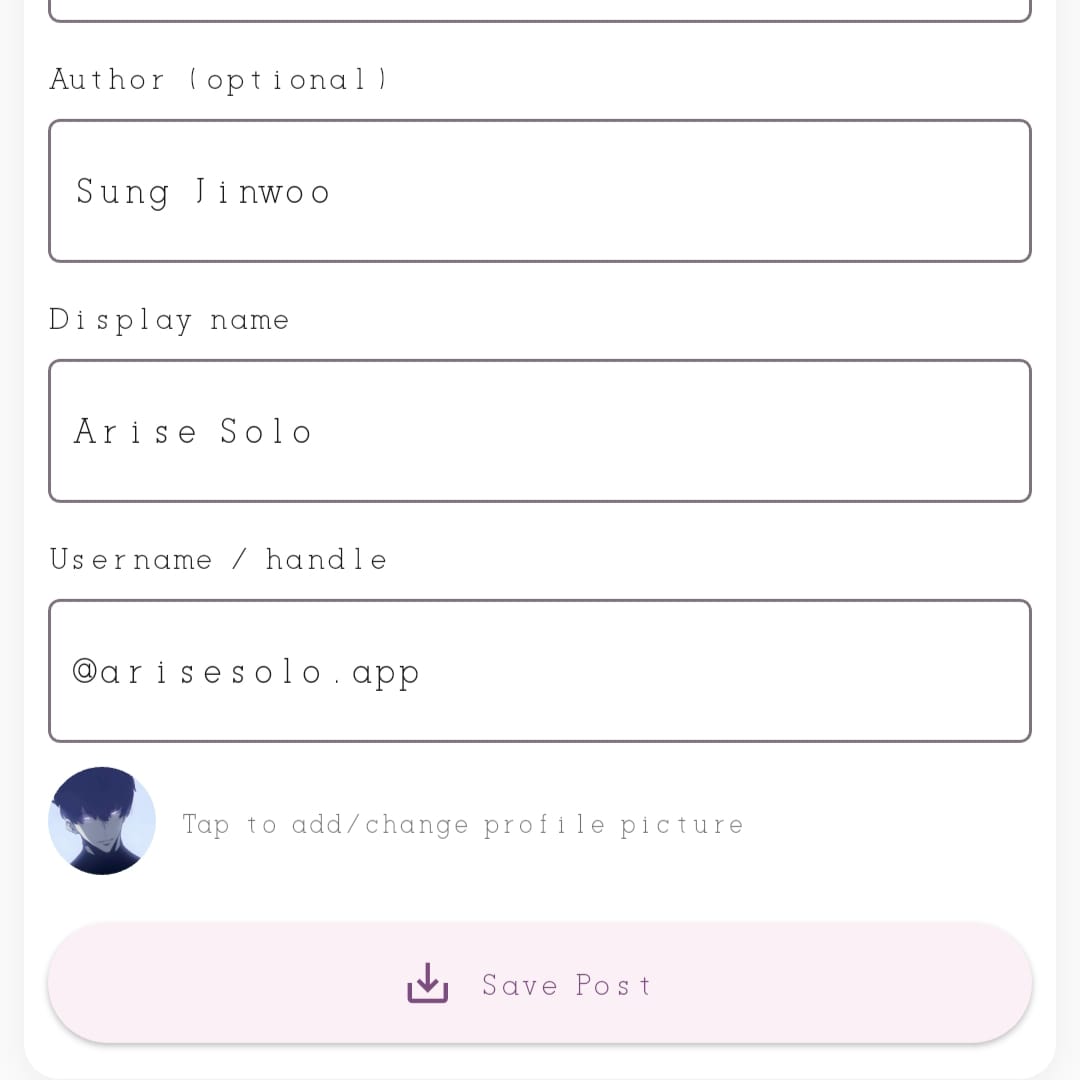 Author (optional)
Sung Jinwoo
Display name
Arise Solo
Username / handle
@arisesolo.app
Tap to add/change profile picture
Save Post